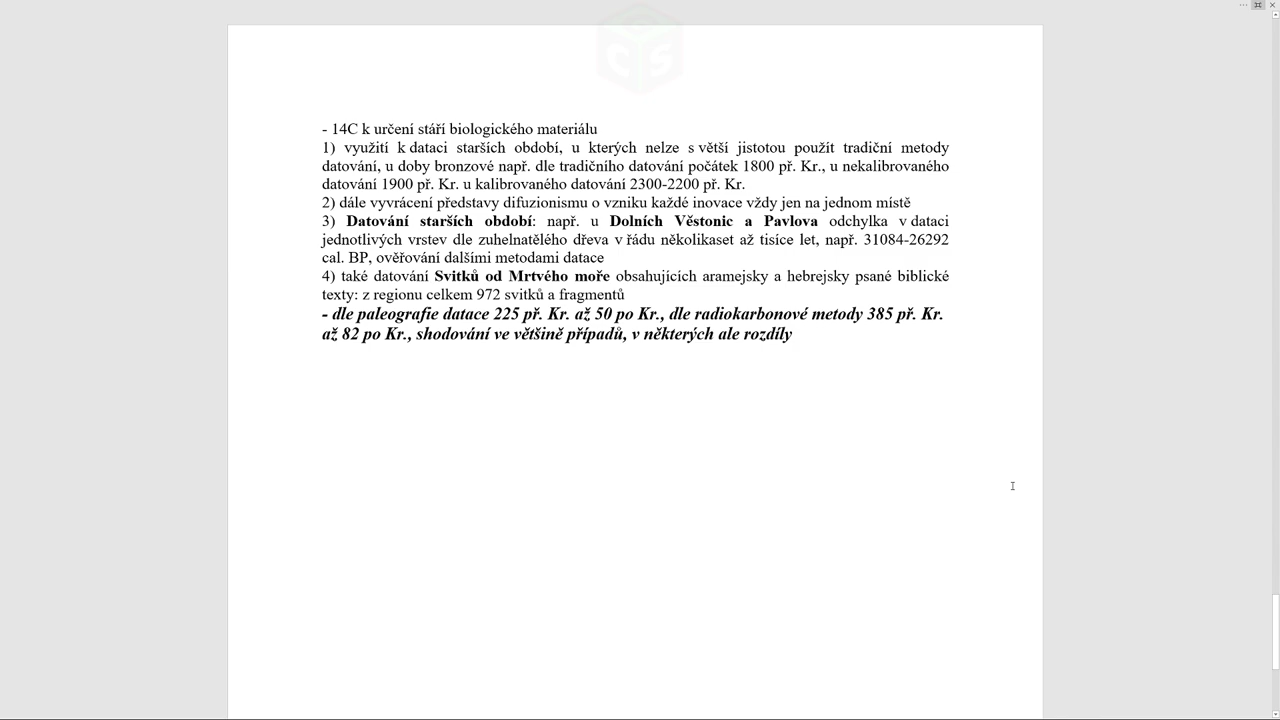 - 14C k určení stáří biologického materiálu
1) využití k dataci starších období, u kterých nelze s větší jistotou použít tradiční metody
datování, u doby bronzové např. dle tradičního datování počátek 1800 př. Kr., u nekalibrovaného
datování 1900 př. Kr. u kalibrovaného datování 2300-2200 př. Kr.
2) dále vyvrácení představy difuzionismu o vzniku každé inovace vždy jen na jednom místě
3) Datování starších období: např. u Dolních Věstonic a Pavlova odchylka v dataci
jednotlivých vrstev dle zuhelnatělého dřeva v řádu několikaset až tisíce let, např. 31084-26292
cal. BP, ověřování dalšími metodami datace
4) také datování Svitků od Mrtvého moře obsahujících aramejsky a hebrejsky psané biblické
texty: z regionu celkem 972 svitků a fragmentů
- dle paleografie datace 225 př. Kr. až 50 po Kr., dle radiokarbonové metody 385 př. Kr.
až 82 po Kr., shodování ve většině případů, v některých ale rozdíly